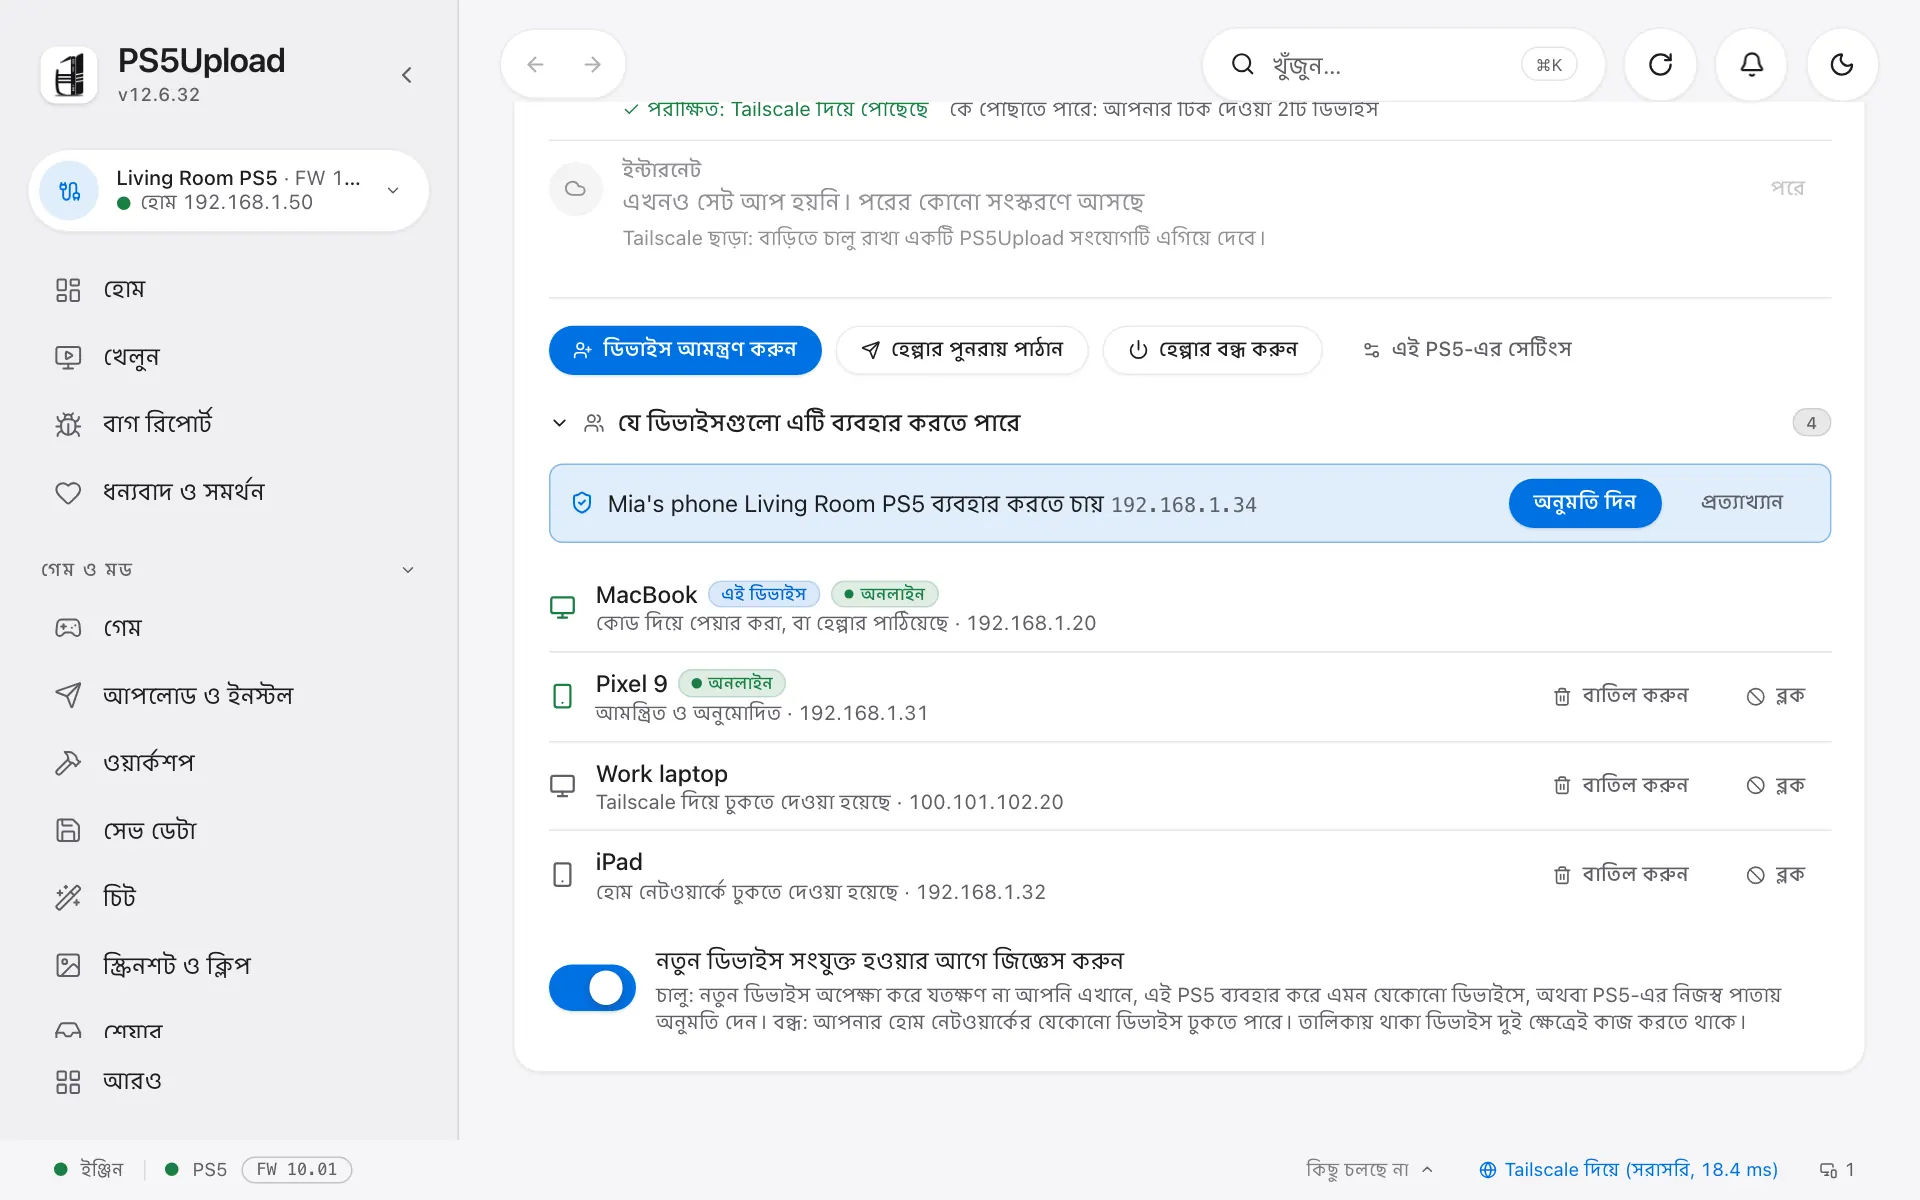 PS5Upload
v12.6.32
Living Room PS5 · FW 1...
হোম 192.168.1.50
হোম
খেলুন
বাগ রিপোর্ট
ধন্যবাদ ও সমর্থন
গেম ও মড
গেম
আপলোড ও ইনস্টল
ওয়ার্কশপ
সেভ ডেটা
চিট
স্ক্রিনশট ও ক্লিপ
শেয়ার
আরও
খুঁজুন...
⌘K
পরীক্ষিত: Tailscale দিয়ে পৌঁছেছে কে পৌঁছাতে পারে: আপনার টিক দেওয়া 2টি ডিভাইস
ইন্টারনেট
এখনও সেট আপ হয়নি। পরের কোনো সংস্করণে আসছে
পরে
Tailscale ছাড়া: বাড়িতে চালু রাখা একটি PS5Upload সংযোগটি এগিয়ে দেবে।
ডিভাইস আমন্ত্রণ করুন
হেল্পার পুনরায় পাঠান
হেল্পার বন্ধ করুন
এই PS5-এর সেটিংস
যে ডিভাইসগুলো এটি ব্যবহার করতে পারে
4
Mia's phone Living Room PS5 ব্যবহার করতে চায় 192.168.1.34
অনুমতি দিন
প্রত্যাখ্যান
MacBook এই ডিভাইস অনলাইন
কোড দিয়ে পেয়ার করা, বা হেল্পার পাঠিয়েছে · 192.168.1.20
Pixel 9 অনলাইন
আমন্ত্রিত ও অনুমোদিত · 192.168.1.31
বাতিল করুন
ব্লক
Work laptop
Tailscale দিয়ে ঢুকতে দেওয়া হয়েছে · 100.101.102.20
বাতিল করুন
ব্লক
iPad
হোম নেটওয়ার্কে ঢুকতে দেওয়া হয়েছে · 192.168.1.32
বাতিল করুন
ব্লক
নতুন ডিভাইস সংযুক্ত হওয়ার আগে জিজ্ঞেস করুন
চালু: নতুন ডিভাইস অপেক্ষা করে যতক্ষণ না আপনি এখানে, এই PS5 ব্যবহার করে এমন যেকোনো ডিভাইসে, অথবা PS5-এর নিজস্ব পাতায়
অনুমতি দেন। বন্ধ: আপনার হোম নেটওয়ার্কের যেকোনো ডিভাইস ঢুকতে পারে। তালিকায় থাকা ডিভাইস দুই ক্ষেত্রেই কাজ করতে থাকে।
ইঞ্জিন
PS5
FW 10.01
কিছু চলছে না
Tailscale দিয়ে (সরাসরি, 18.4 ms)
1